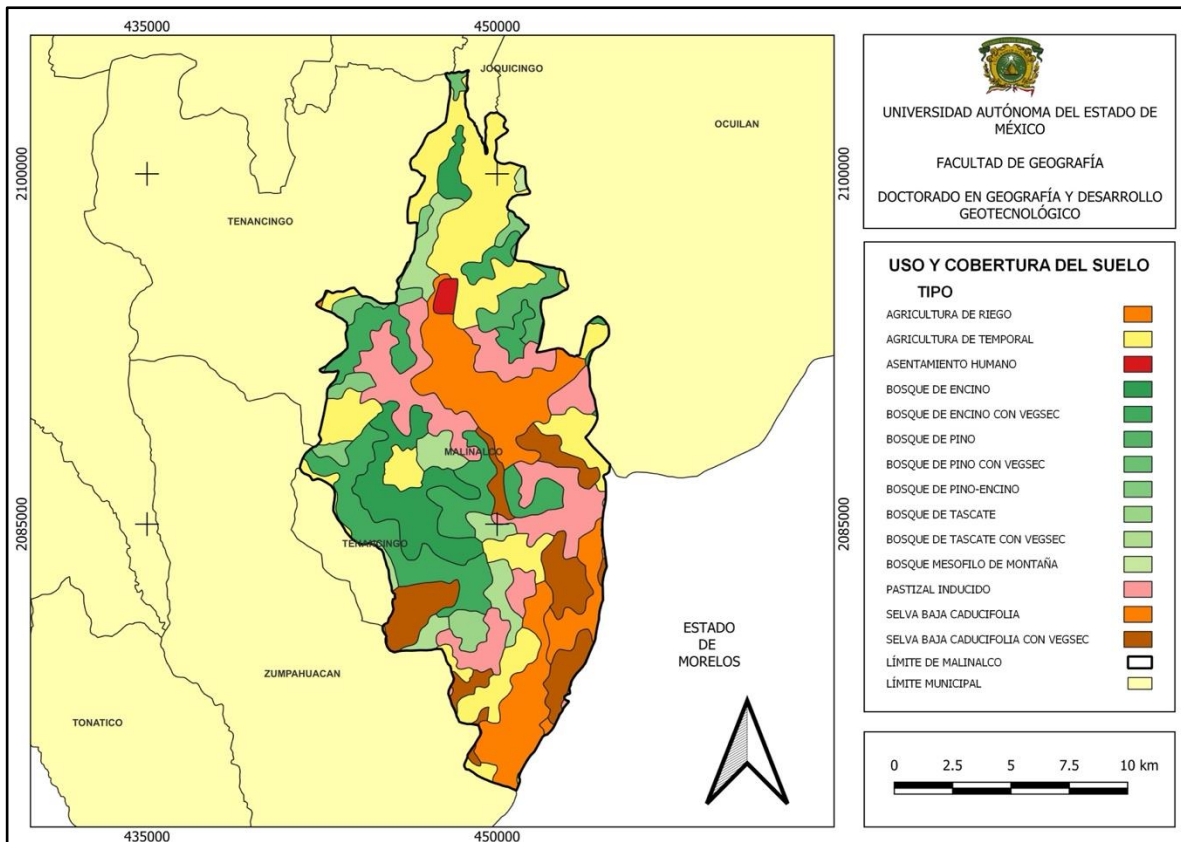 435000
450000
2100000
2085000
JOQUICINGO
OCUILAN
TENANCINGO
MALINALCO
TENANCINGO
ZUMPAHUACAN
TONATICO
ESTADO
DE
MORELOS
2100000
2085000
435000
450000
UNIVERSIDAD AUTÓNOMA DEL ESTADO DE
MÉXICO
FACULTAD DE GEOGRAFÍA
DOCTORADO EN GEOGRAFÍA Y DESARROLLO
GEOTECNOLÓGICO
USO Y COBERTURA DEL SUELO
TIPO
AGRICULTURA DE RIEGO
AGRICULTURA DE TEMPORAL
ASENTAMIENTO HUMANO
BOSQUE DE ENCINO
BOSQUE DE ENCINO CON VEGSEC
BOSQUE DE PINO
BOSQUE DE PINO CON VEGSEC
BOSQUE DE PINO-ENCINO
BOSQUE DE TASCATE
BOSQUE DE TASCATE CON VEGSEC
BOSQUE MESOFILO DE MONTAÑA
PASTIZAL INDUCIDO
SELVA BAJA CADUCIFOLIA
SELVA BAJA CADUCIFOLIA CON VEGSEC
LÍMITE DE MALINALCO
LÍMITE MUNICIPAL
0 2.5 5 7.5 10 km